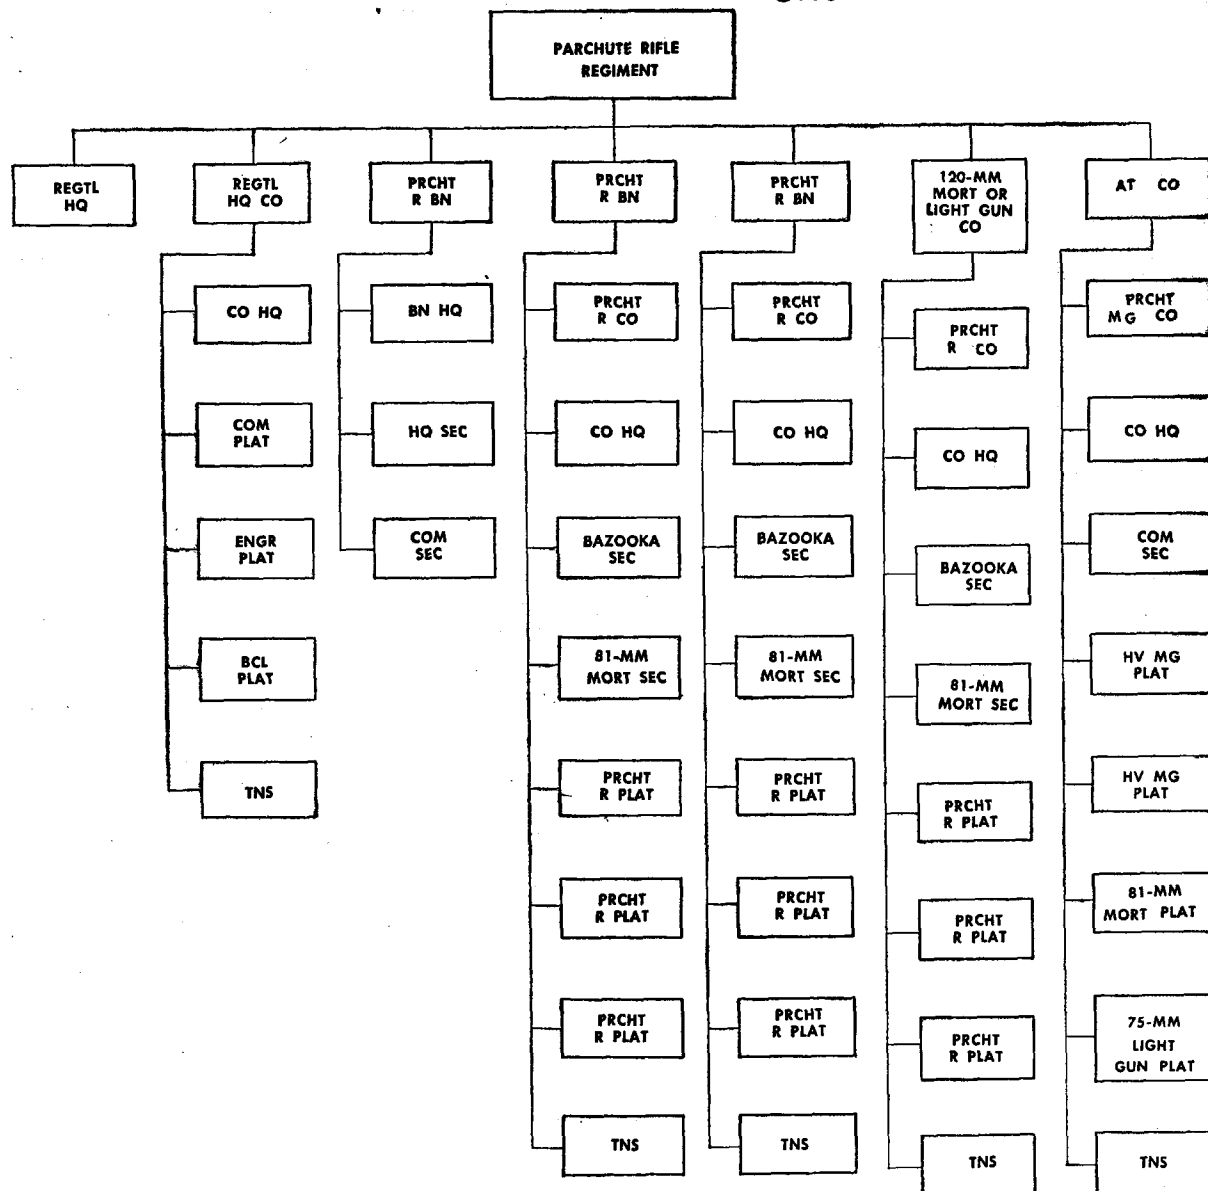 PARCHUTE RIFLE
REGIMENT
REGTL
HQ
REGTL
HQ CO
PRCHT
R BN
PRCHT
R BN
PRCHT
R BN
120-MM
MORT OR
LIGHT GUN
CO
AT CO
CO HQ
COM
PLAT
ENGR
PLAT
BCL
PLAT
TNS
BN HQ
HQ SEC
COM
SEC
PRCHT
R CO
CO HQ
BAZOOKA
SEC
81-MM
MORT SEC
PRCHT
R PLAT
PRCHT
R PLAT
PRCHT
R PLAT
TNS
PRCHT
R CO
CO HQ
BAZOOKA
SEC
81-MM
MORT SEC
PRCHT
R PLAT
PRCHT
R PLAT
PRCHT
R PLAT
TNS
PRCHT
R CO
CO HQ
BAZOOKA
SEC
81-MM
MORT SEC
PRCHT
R PLAT
PRCHT
R PLAT
PRCHT
R PLAT
TNS
PRCHT
MG CO
CO HQ
COM
SEC
HV MG
PLAT
HV MG
PLAT
81-MM
MORT PLAT
75-MM
LIGHT
GUN PLAT
TNS